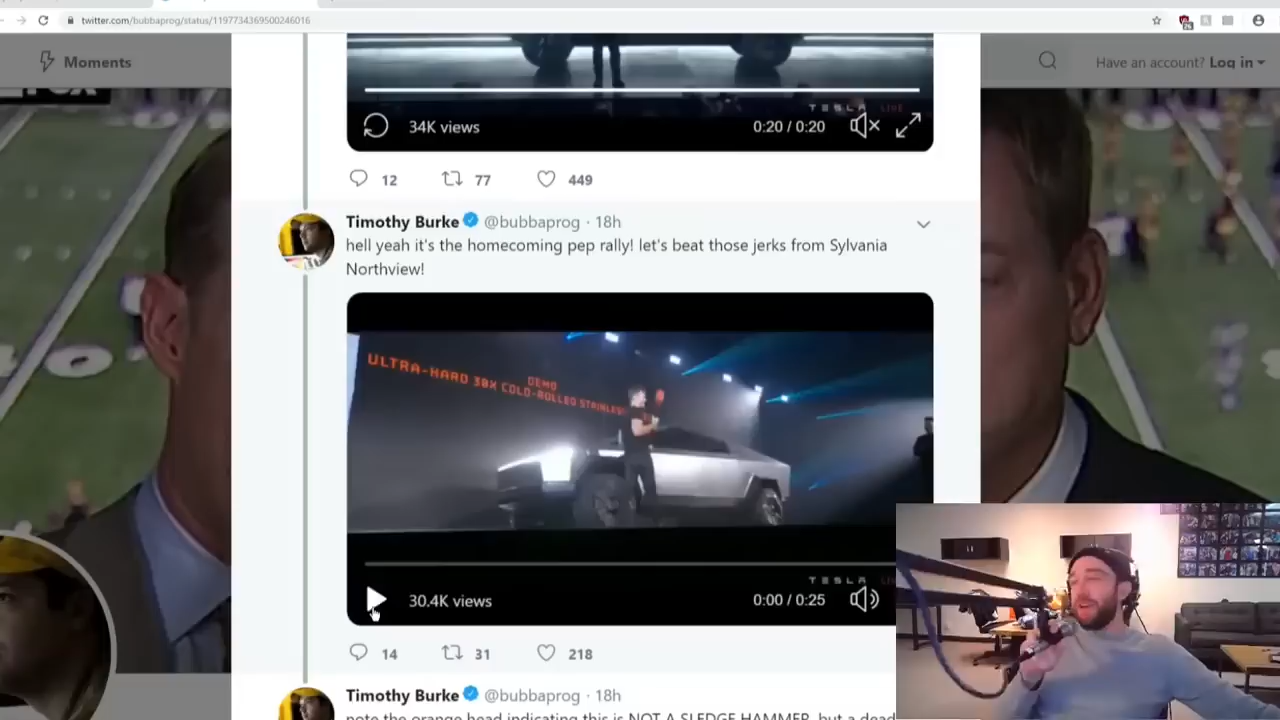 twitter.com/bubbaprog/status/1197734369500246016
Moments
Have an account? Log in
TESLA LIVE
34K views
0:20 / 0:20
12 77 449
Timothy Burke @bubbaprog · 18h
hell yeah it's the homecoming pep rally! let's beat those jerks from Sylvania
Northview!
DEMO
ULTRA-HARD 30X COLD-ROLLED STAINLESS
TESLA
30.4K views
0:00 / 0:25
14 31 218
Timothy Burke @bubbaprog · 18h
note the orange head indicating this is NOT A SLEDGE HAMMER, but a dead